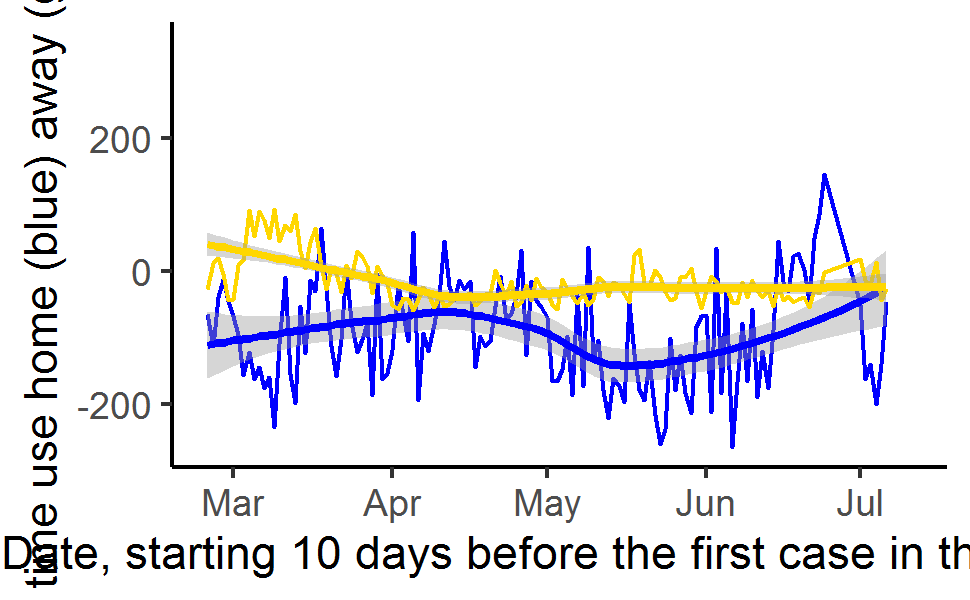 time use home (blue) away (
200
0
-200
Mar Apr May Jun Jul
Date, starting 10 days before the first case in th